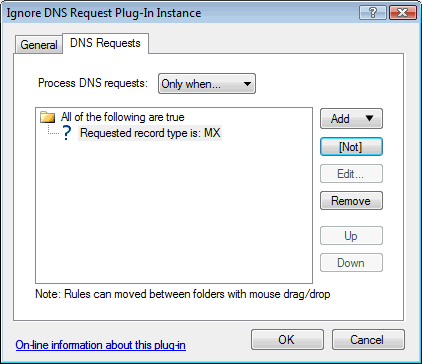 Ignore DNS Request Plug-In Instance
General
DNS Requests
Process DNS requests:
Only when...
All of the following are true
Requested record type is: MX
Add
[Not]
Edit...
Remove
Up
Down
Note: Rules can moved between folders with mouse drag/drop
On-line information about this plug-in
OK
Cancel